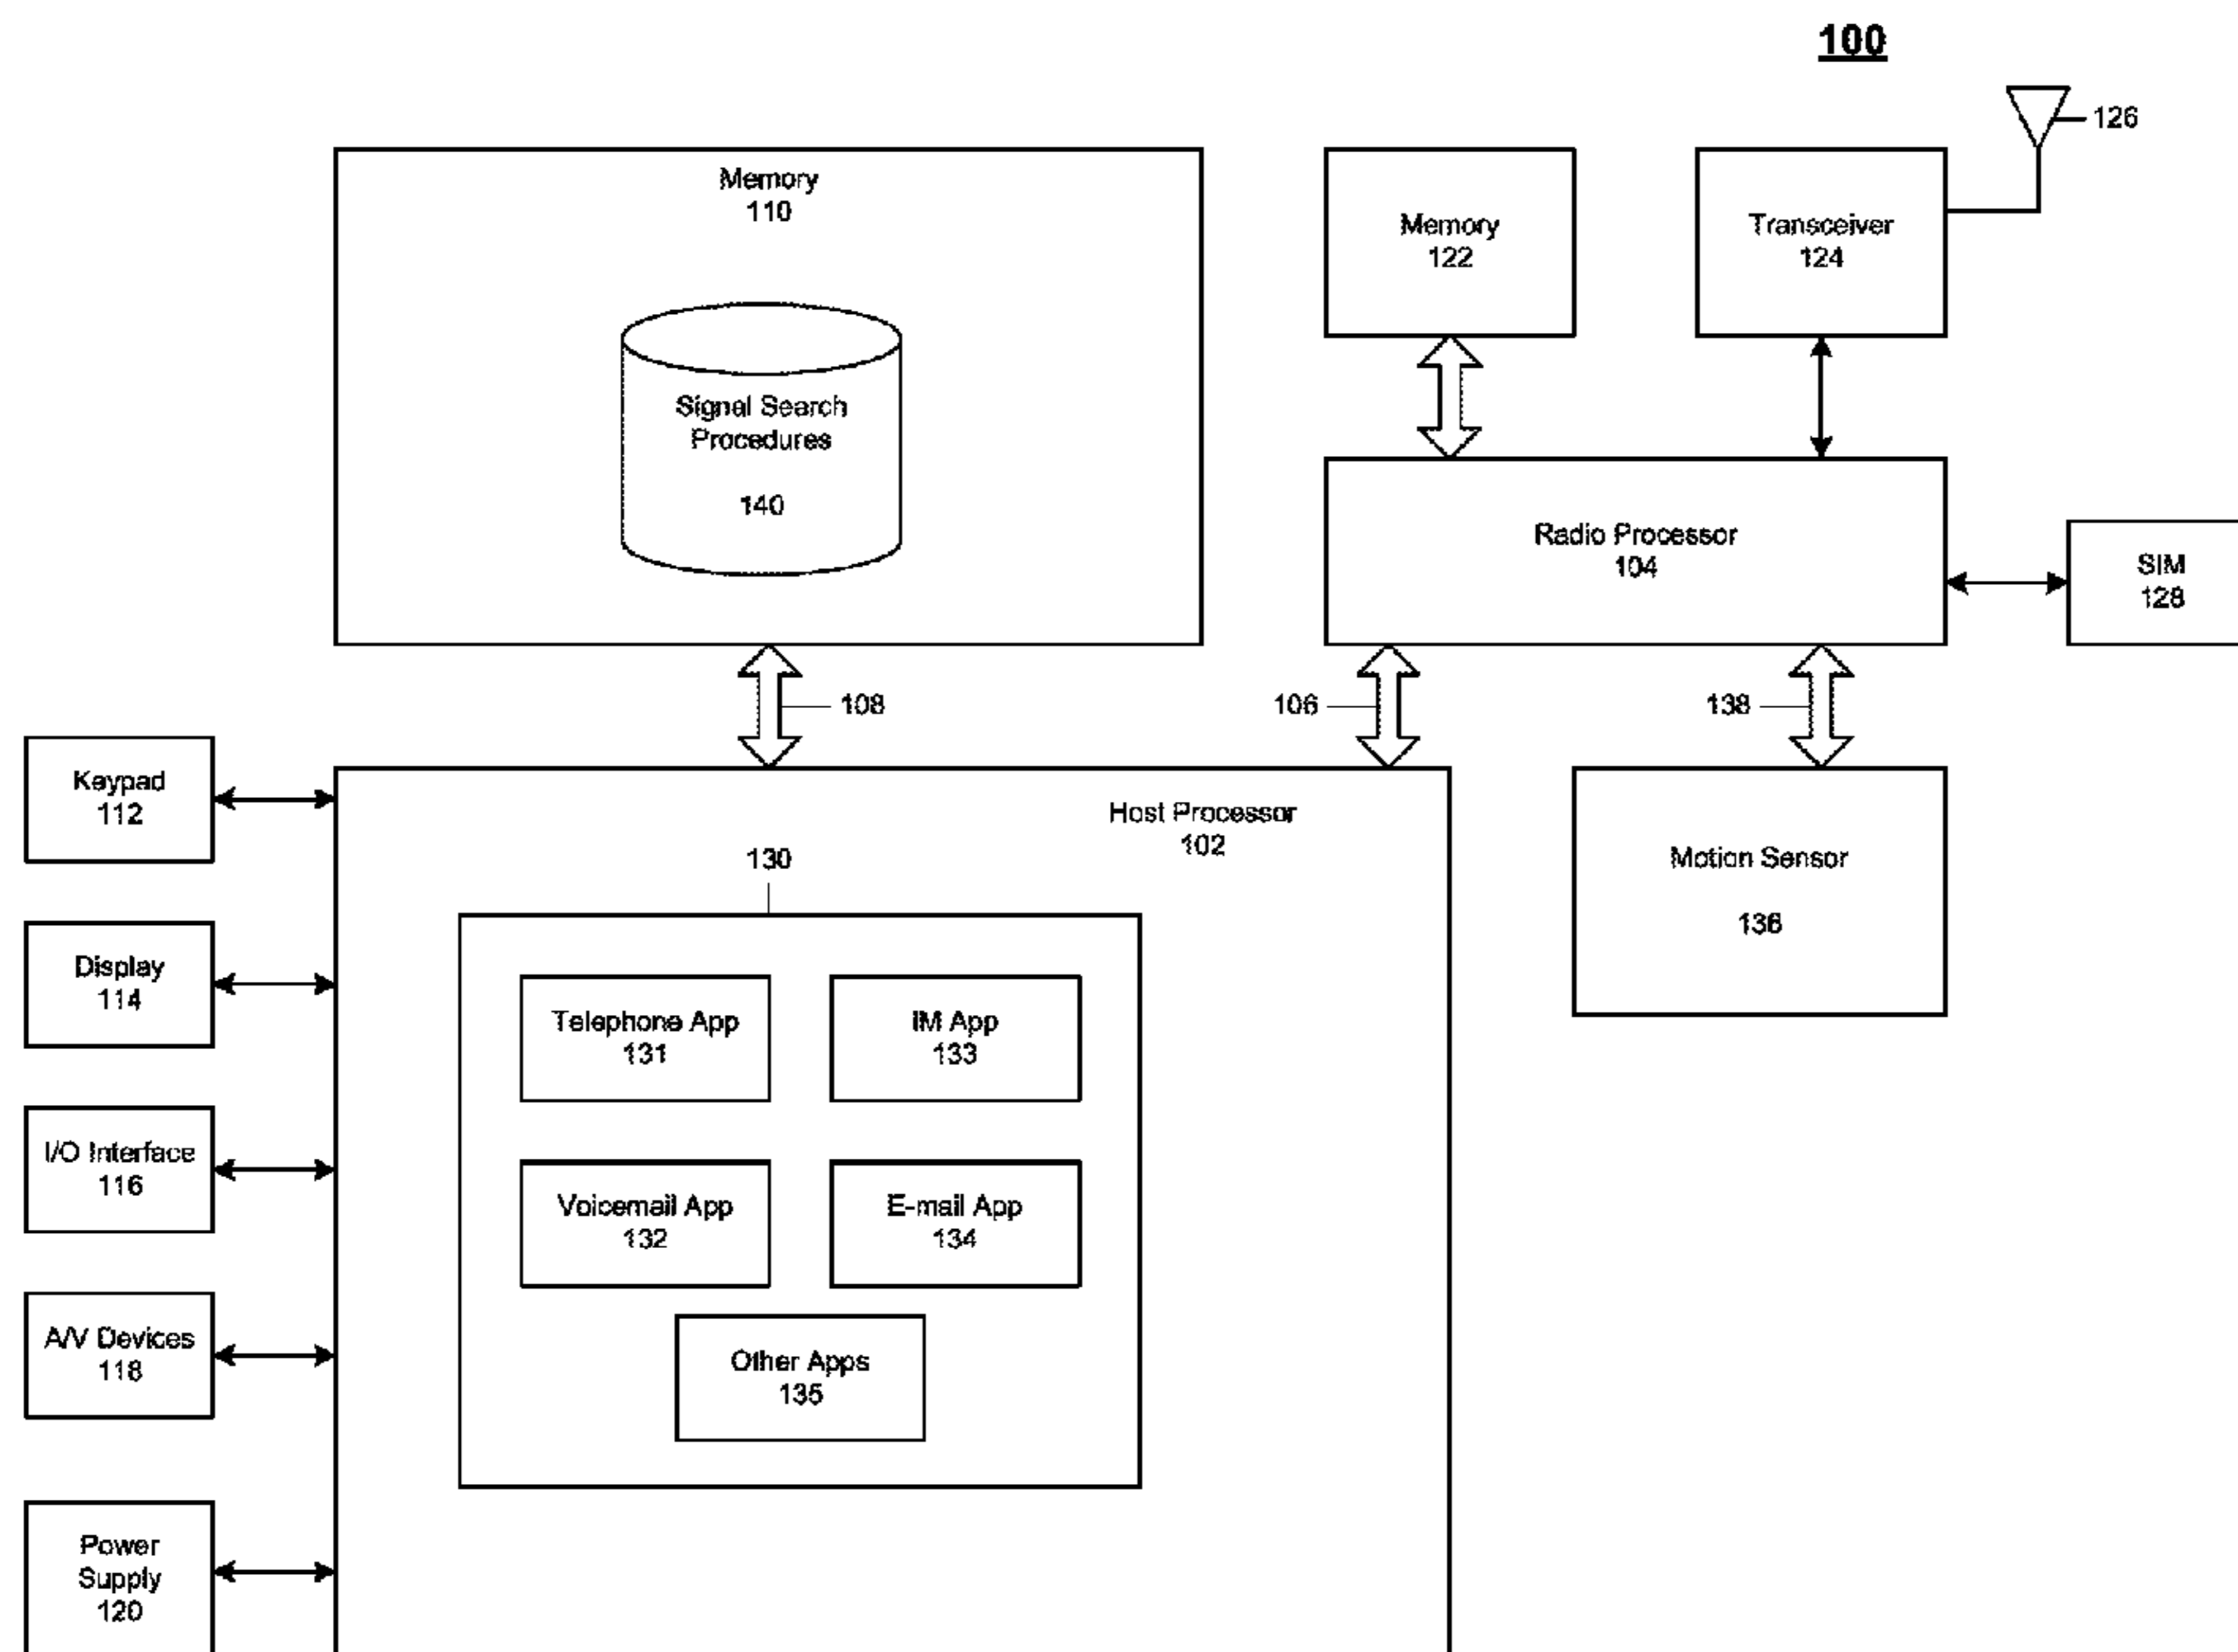 100
126
Memory
110
Signal Search
Procedures
140
Memory
122
Transceiver
124
Radio Processor
104
SIM
128
108
106
138
Keypad
112
Display
114
I/O Interface
116
A/V Devices
118
Power
Supply
120
Host Processor
102
130
Telephone App
131
IM App
133
Voicemail App
132
E-mail App
134
Other Apps
135
Motion Sensor
136